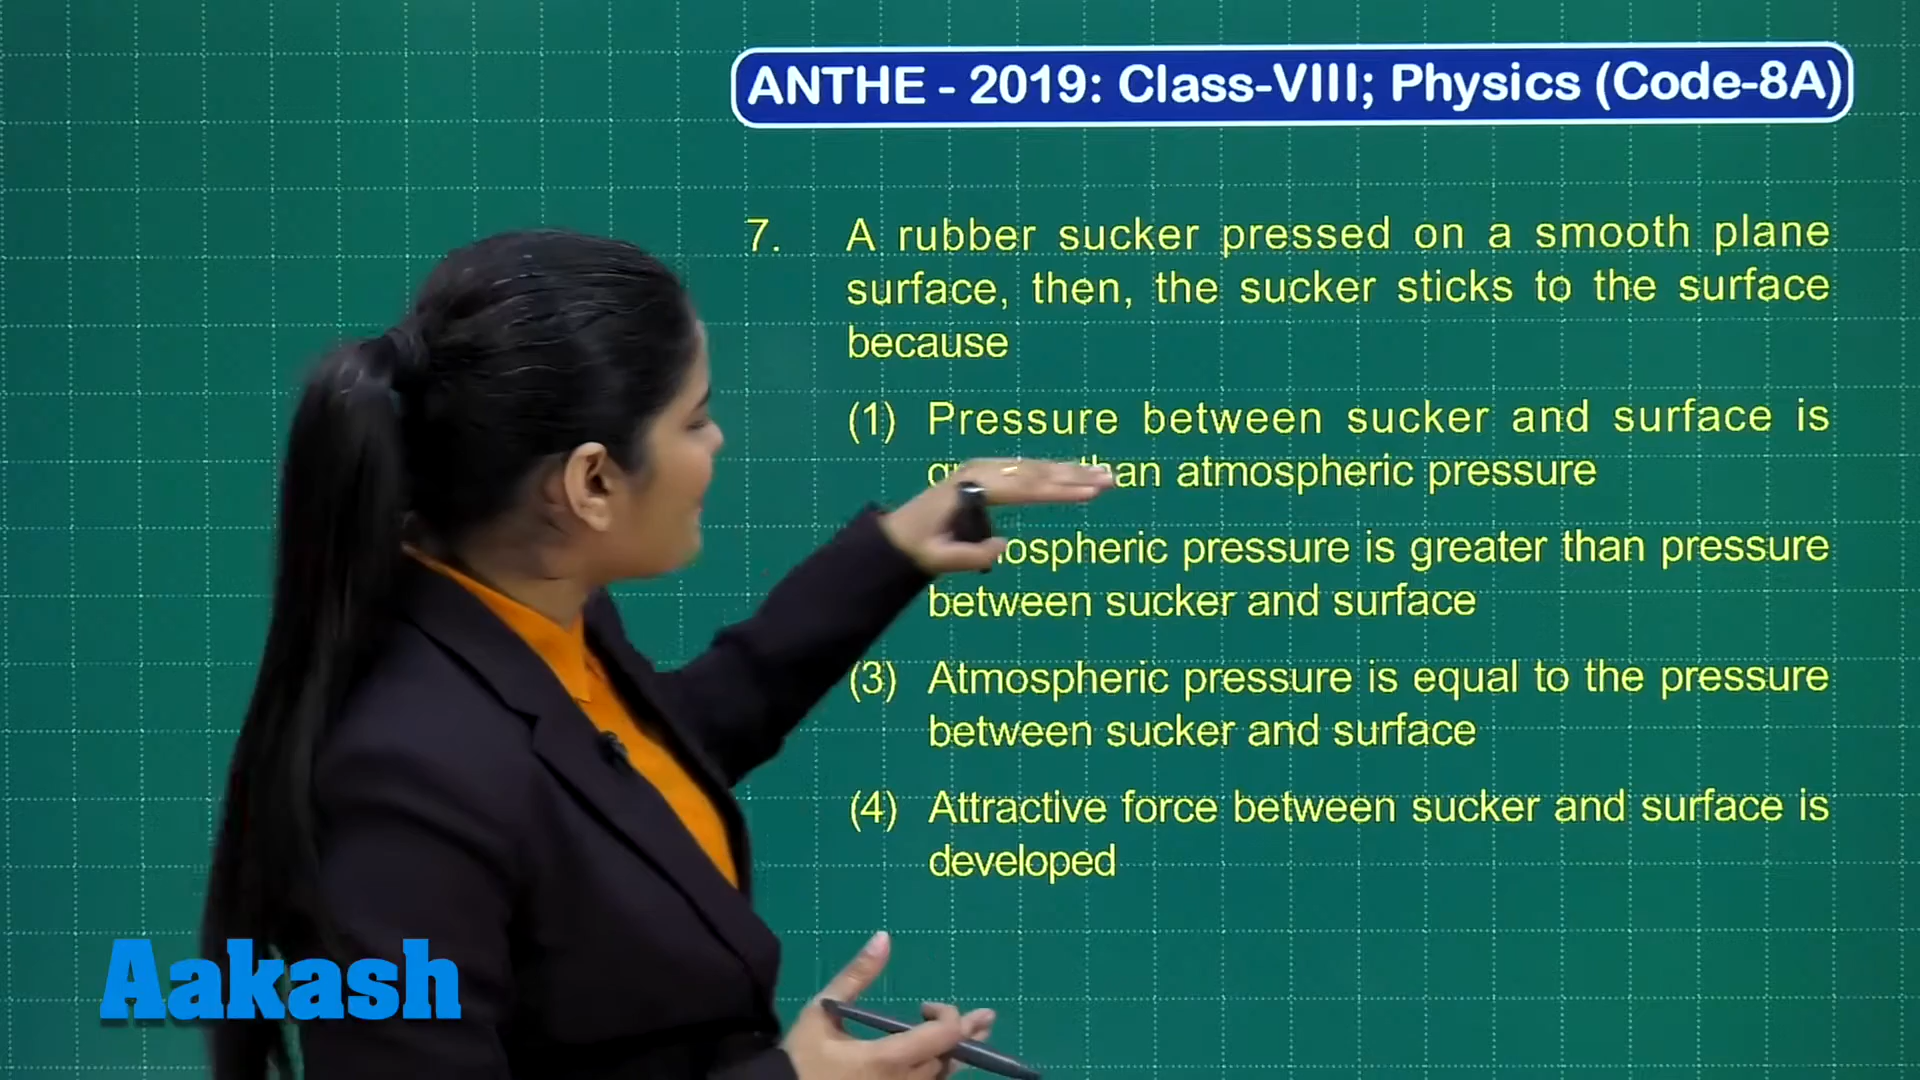 ANTHE - 2019: Class-VIII; Physics (Code-8A)
7. A rubber sucker pressed on a smooth plane
surface, then, the sucker sticks to the surface
because
(1) Pressure between sucker and surface is
than atmospheric pressure
pressure is greater than pressure
between sucker and surface
(3) Atmospheric pressure is equal to the pressure
between sucker and surface
(4) Attractive force between sucker and surface is
developed
Aakash